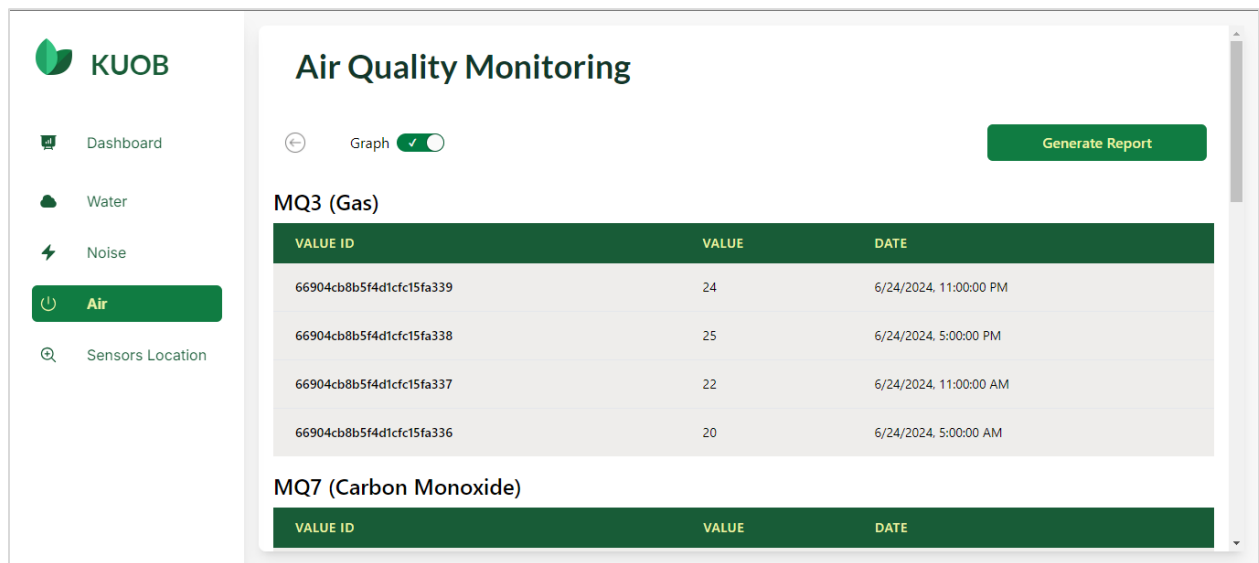 KUOB
Dashboard
Water
Noise
Air
Sensors Location
Air Quality Monitoring
Graph
Generate Report
MQ3 (Gas)
VALUE ID VALUE DATE
66904cb8b5f4d1cfc15fa339 24 6/24/2024, 11:00:00 PM
66904cb8b5f4d1cfc15fa338 25 6/24/2024, 5:00:00 PM
66904cb8b5f4d1cfc15fa337 22 6/24/2024, 11:00:00 AM
66904cb8b5f4d1cfc15fa336 20 6/24/2024, 5:00:00 AM
MQ7 (Carbon Monoxide)
VALUE ID VALUE DATE